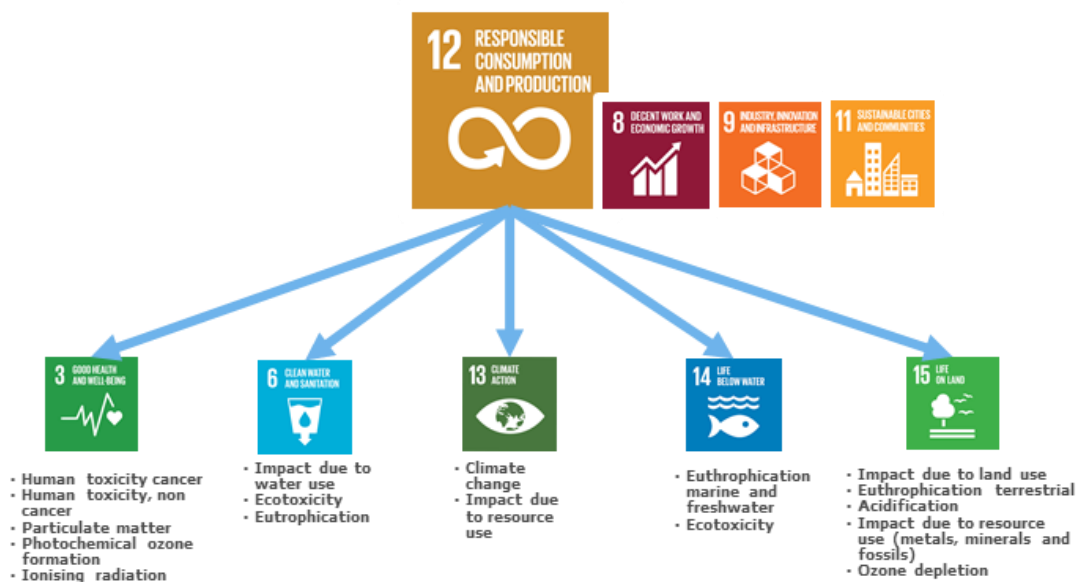 12 RESPONSIBLE
CONSUMPTION
AND PRODUCTION
8 DECENT WORK AND
ECONOMIC GROWTH
9 INDUSTRY, INNOVATION
AND INFRASTRUCTURE
11 SUSTAINABLE CITIES
AND COMMUNITIES
3 GOOD HEALTH
AND WELL-BEING
· Human toxicity cancer
· Human toxicity, non
cancer
· Particulate matter
· Photochemical ozone
formation
· Ionising radiation
6 CLEAN WATER
AND SANITATION
· Impact due to
water use
· Ecotoxicity
· Eutrophication
13 CLIMATE
ACTION
· Climate
change
· Impact due
to resource
use
14 LIFE
BELOW WATER
· Euthrophication
marine and
freshwater
· Ecotoxicity
15 LIFE
ON LAND
· Impact due to land use
· Euthrophication terrestrial
· Acidification
· Impact due to resource
use (metals, minerals and
fossils)
· Ozone depletion